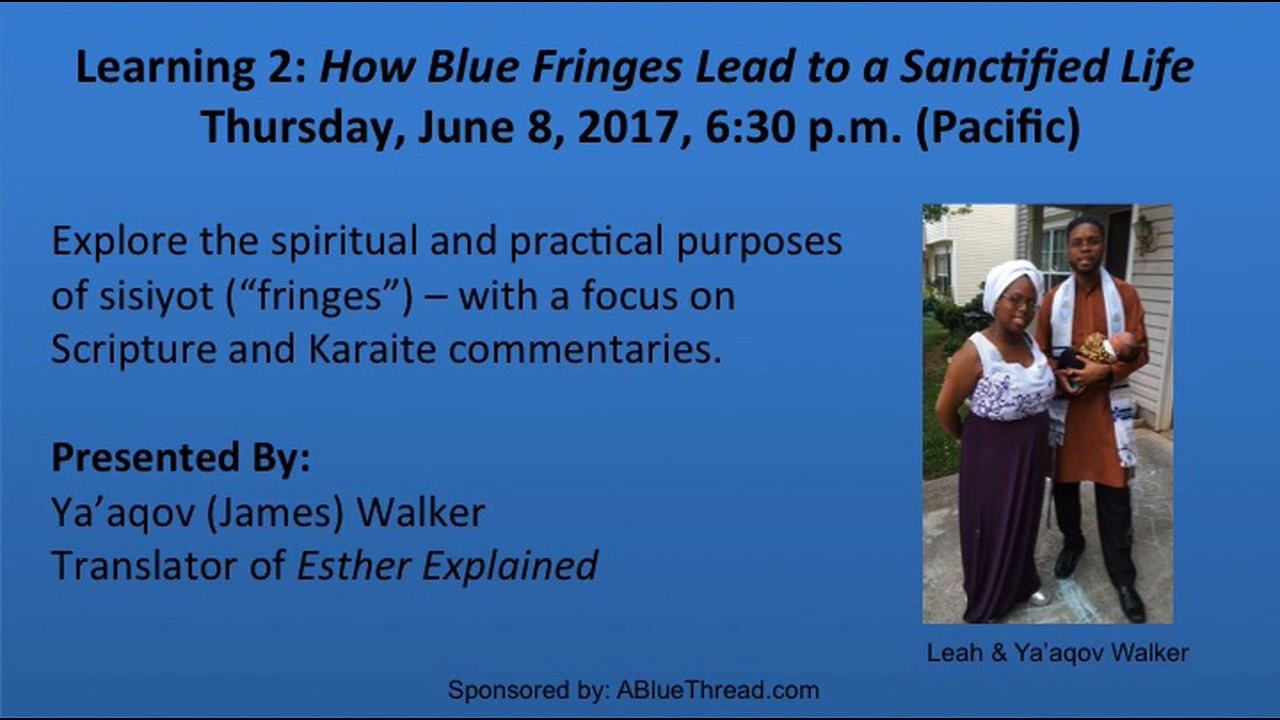 Learning 2: How Blue Fringes Lead to a Sanctified Life
Thursday, June 8, 2017, 6:30 p.m. (Pacific)
Explore the spiritual and practical purposes
of sisiyot (“fringes”) – with a focus on
Scripture and Karaite commentaries.
Presented By:
Ya’aqov (James) Walker
Translator of Esther Explained
Leah & Ya’aqov Walker
Sponsored by: ABlueThread.com